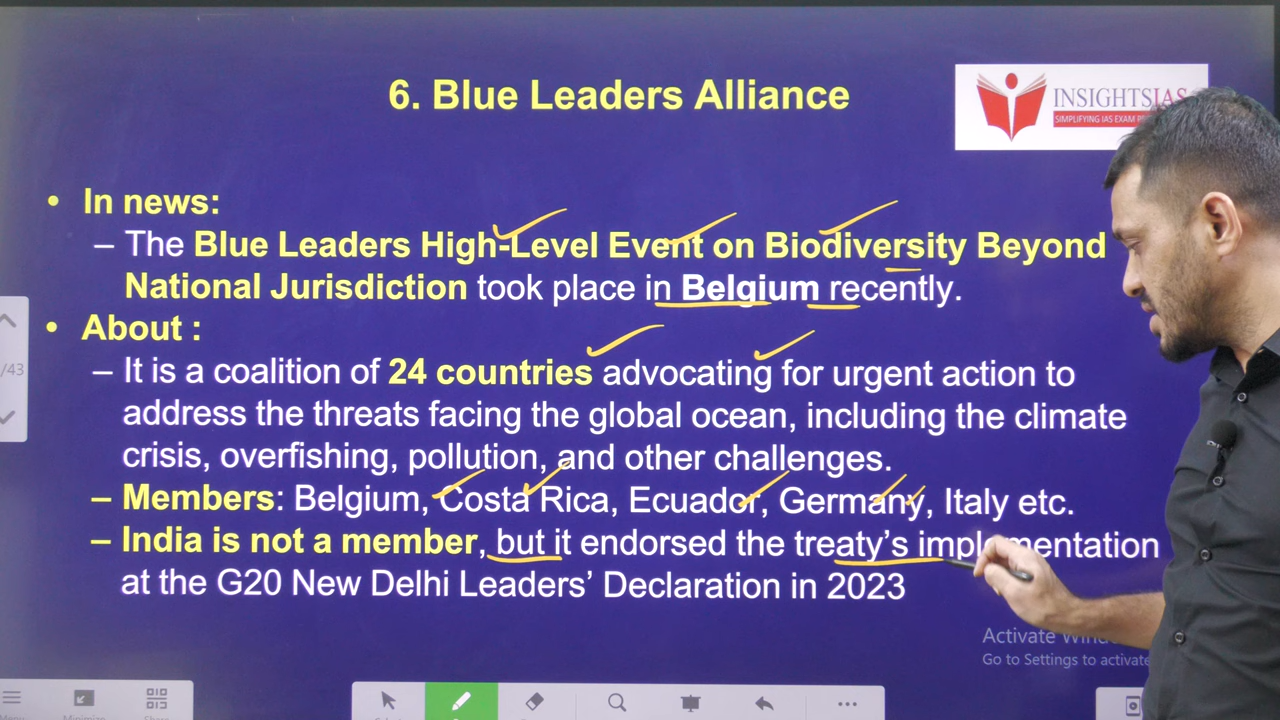 6. Blue Leaders Alliance
INSIGHTSIAS
SIMPLIFYING IAS EXAM
• In news:
– The Blue Leaders High-Level Event on Biodiversity Beyond
National Jurisdiction took place in Belgium recently.
• About :
– It is a coalition of 24 countries advocating for urgent action to
/43
address the threats facing the global ocean, including the climate
crisis, overfishing, pollution, and other challenges.
– Members: Belgium, Costa Rica, Ecuador, Germany, Italy etc.
– India is not a member, but it endorsed the treaty’s implementation
at the G20 New Delhi Leaders’ Declaration in 2023
Activate
Go to Settings to activate
Share